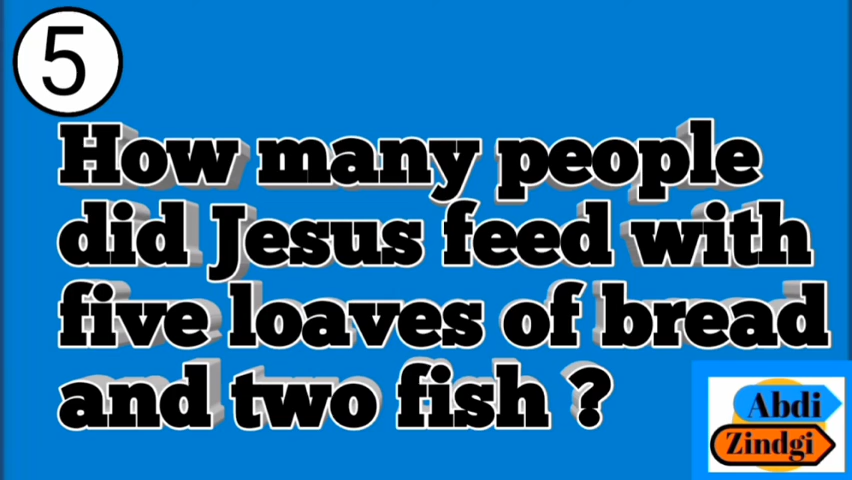 5
How many people
did Jesus feed with
five loaves of bread
and two fish ?
Abdi
Zindgi